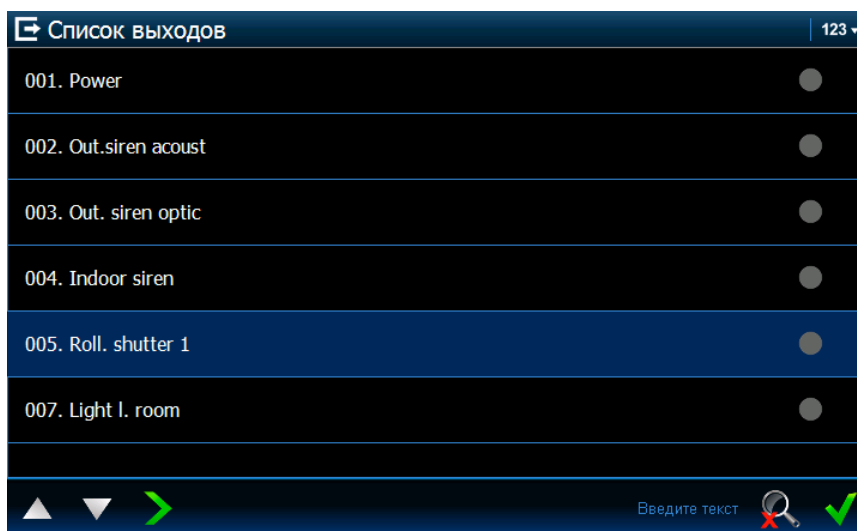 Список выходов
123
001. Power
002. Out.siren acoust
003. Out. siren optic
004. Indoor siren
005. Roll. shutter 1
007. Light l. room
Введите текст